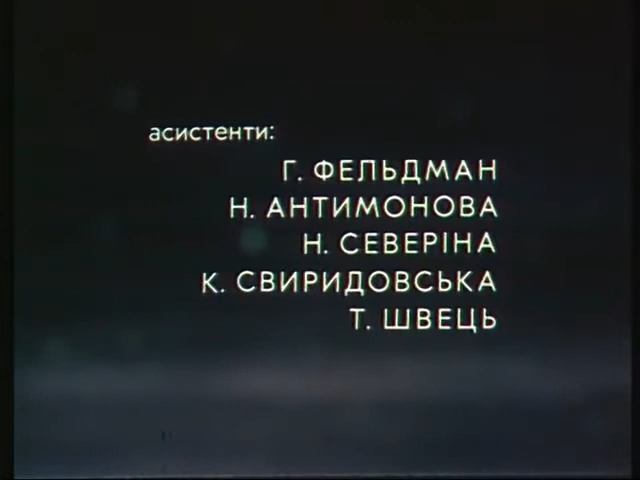 асистенти:
Г. ФЕЛЬДМАН
Н. АНТИМОНОВА
Н. СЕВЕРІНА
К. СВИРИДОВСЬКА
Т. ШВЕЦЬ